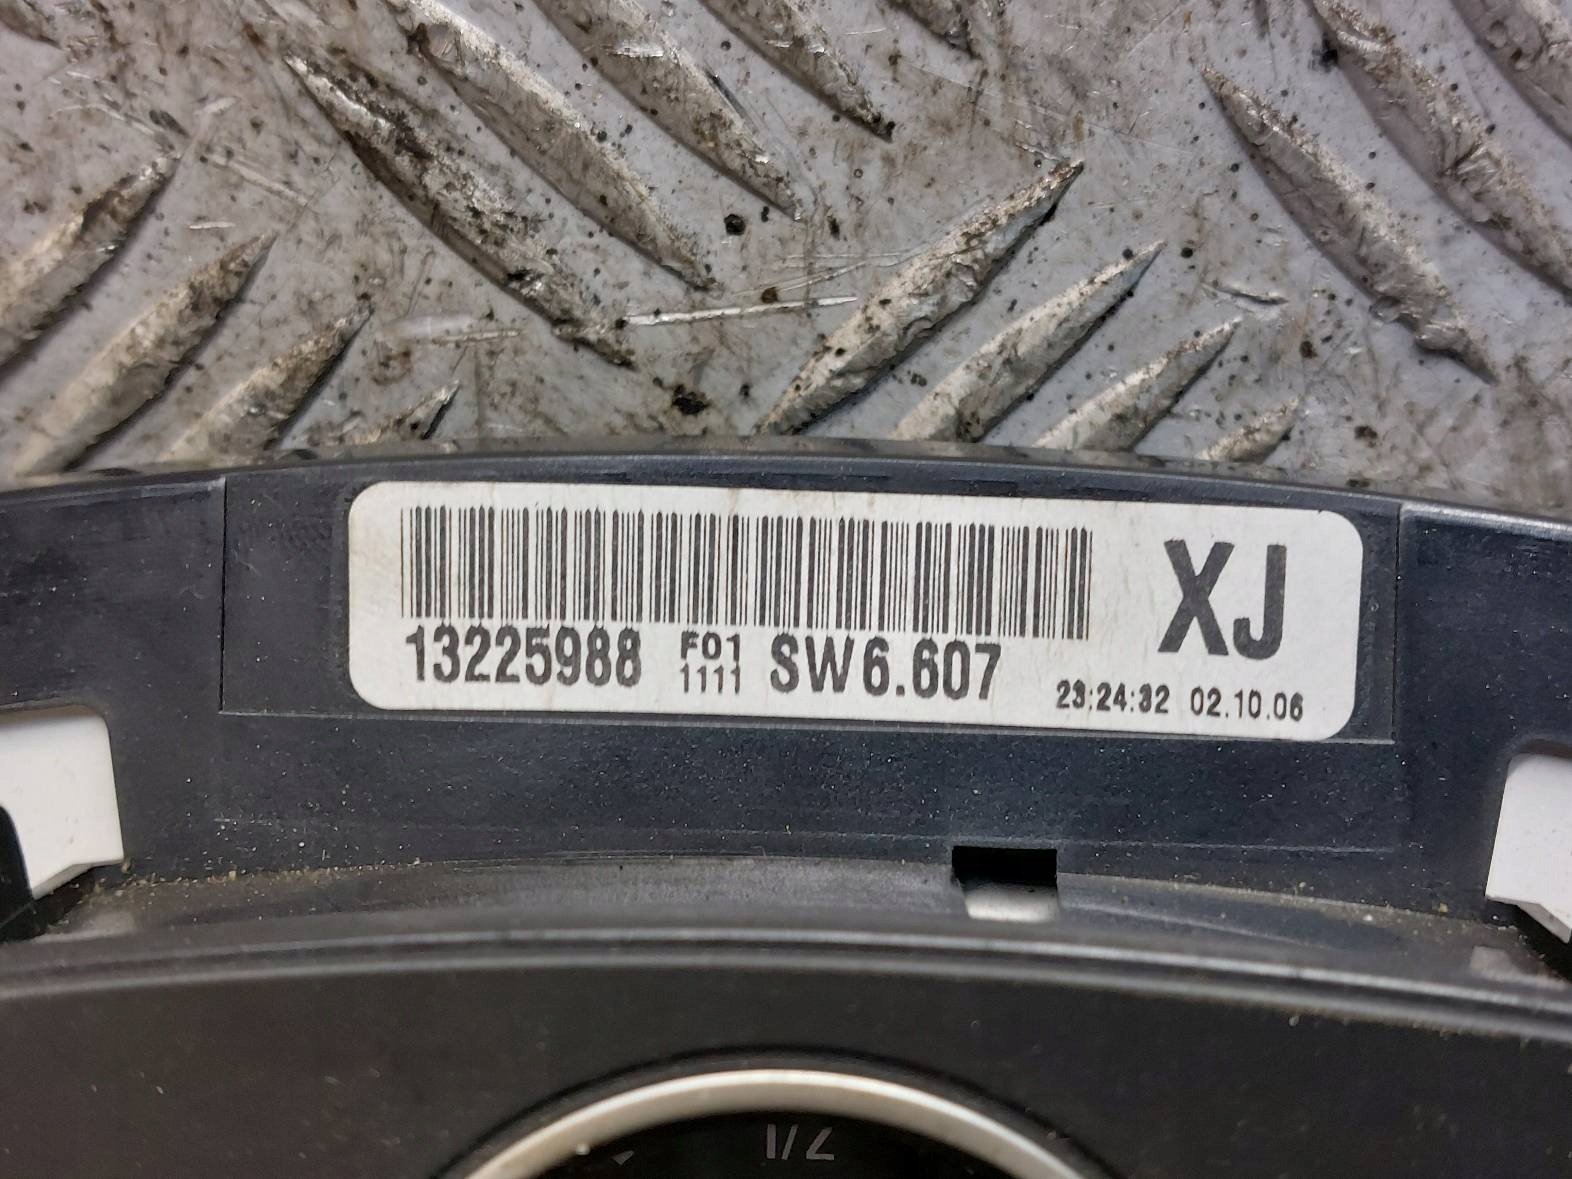 13225988 F01 1111 SW6.607
XJ
23:24:32 02.10.06
1/2